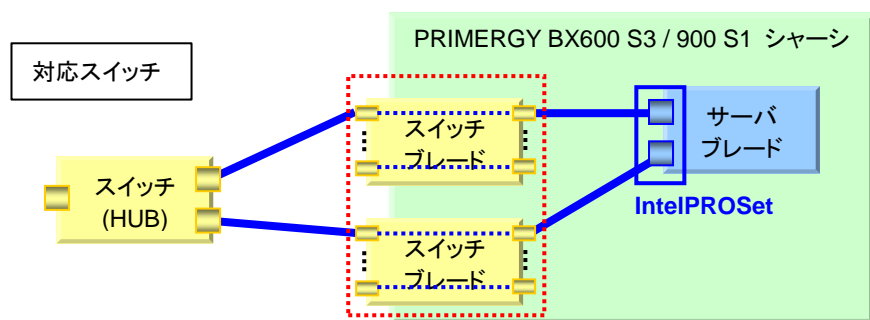 PRIMERGY BX600 S3 / 900 S1 シャーシ
対応スイッチ
スイッチ
ブレード
サーバ
ブレード
スイッチ
(HUB)
IntelPROSet
スイッチ
ブレード